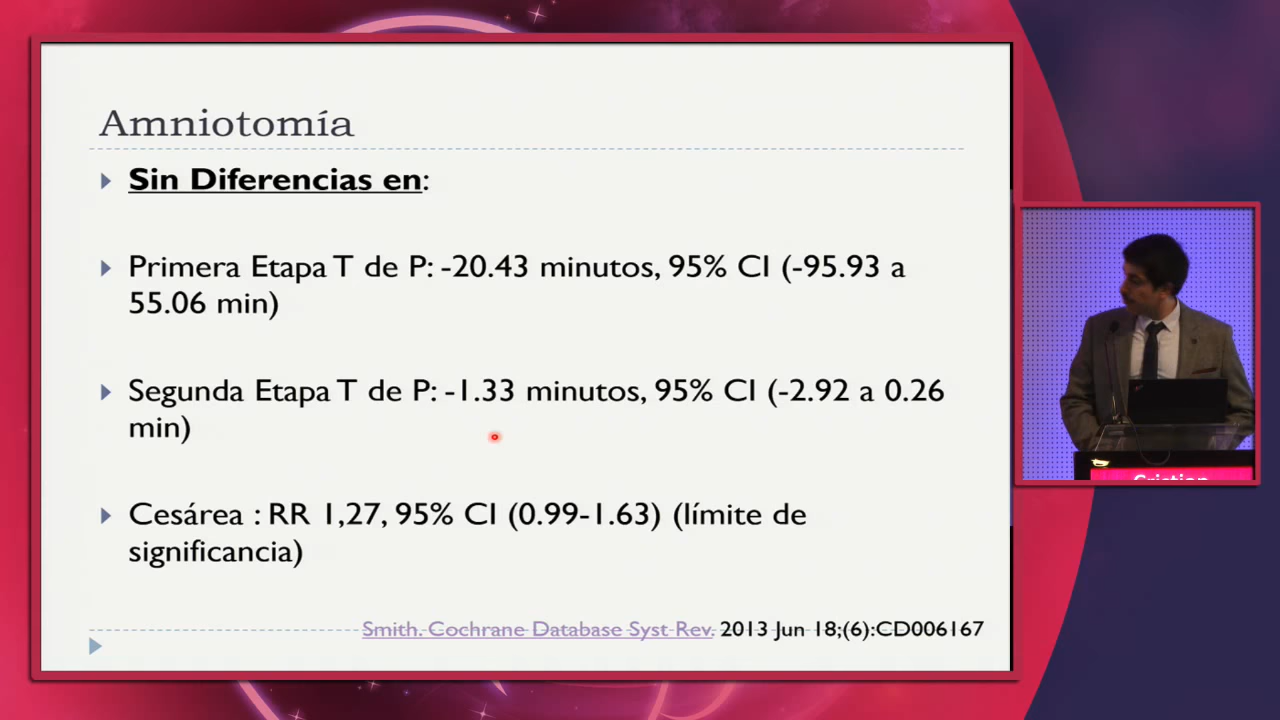 Amniotomía
Sin Diferencias en:
Primera Etapa T de P: -20.43 minutos, 95% CI (-95.93 a
55.06 min)
Segunda Etapa T de P: -1.33 minutos, 95% CI (-2.92 a 0.26
min)
Cesárea : RR 1,27, 95% CI (0.99-1.63) (límite de
significancia)
Smith. Cochrane Database Syst Rev. 2013 Jun 18;(6):CD006167
Cristian